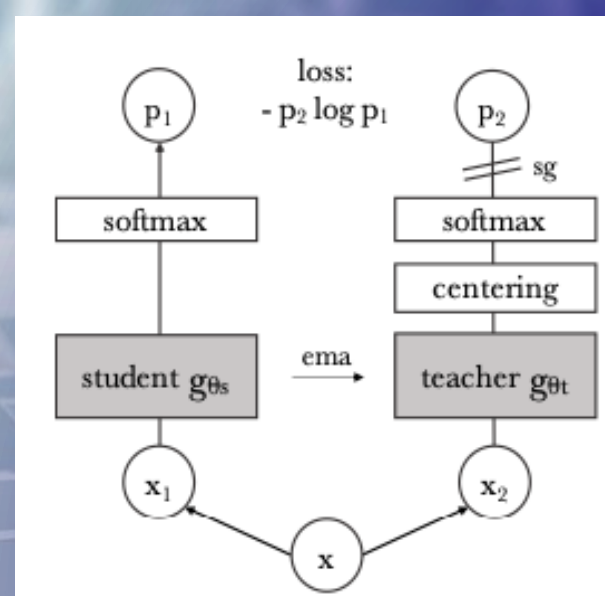 loss:
p₁ - p₂ log p₁ p₂
sg
softmax softmax
centering
student gθs ema teacher gθt
x₁ x₂
x